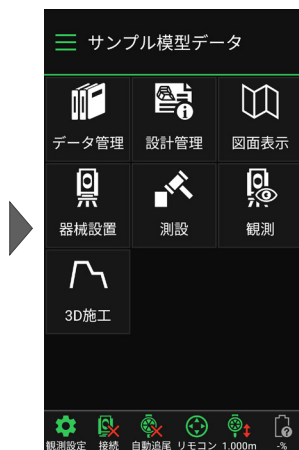 サンプル模型データ
データ管理 設計管理 図面表示
器械設置 測設 観測
3D施工
観測設定 接続 自動追尾 リモコン 1.000m -%